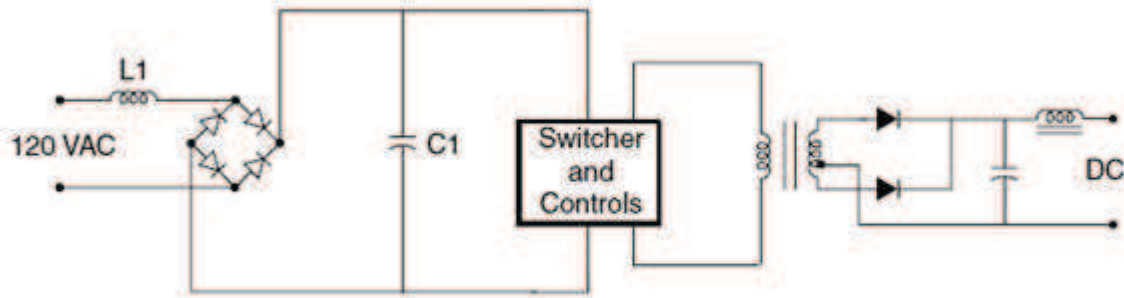 L1
120 VAC
C1
Switcher
and
Controls
DC